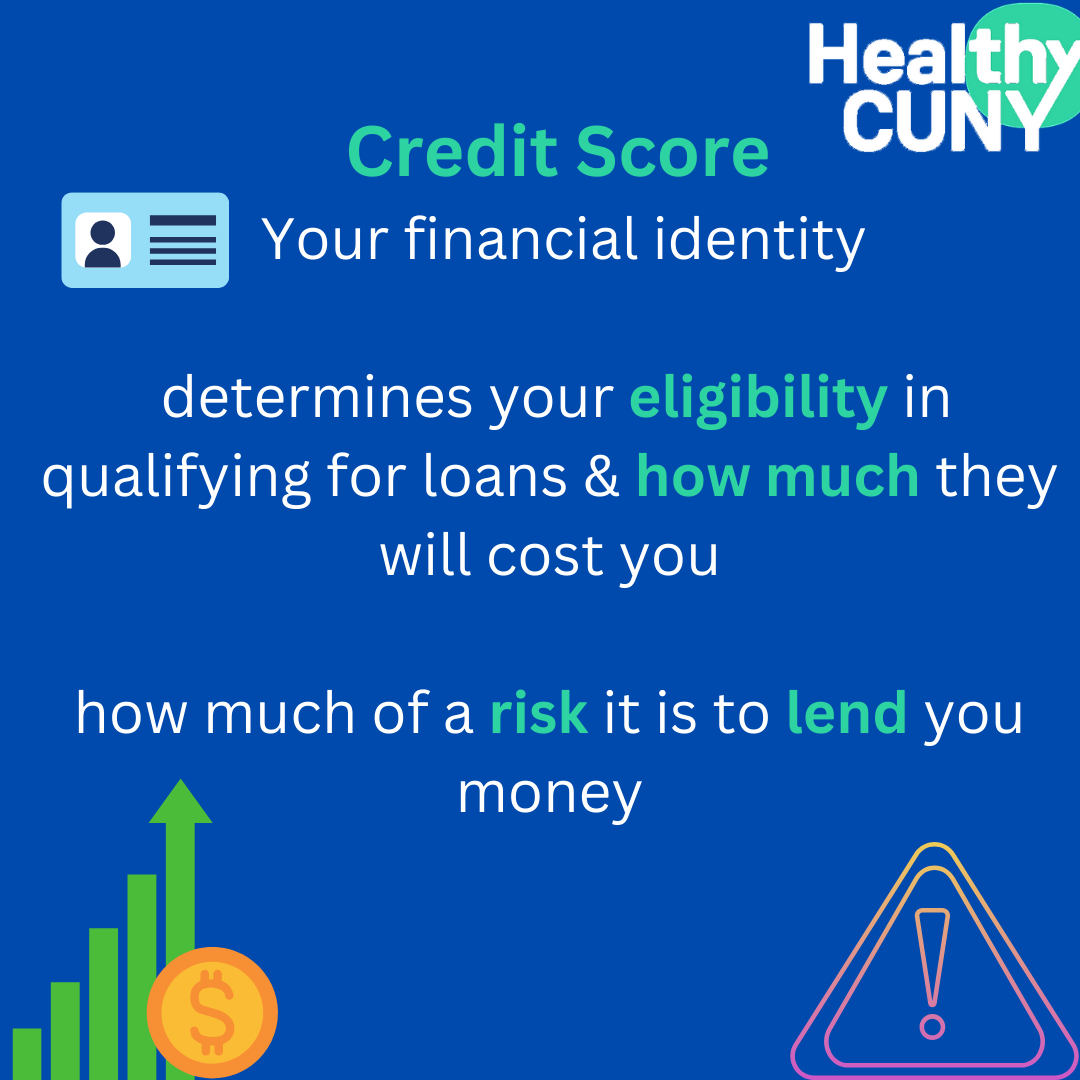 Healthy
CUNY
Credit Score
Your financial identity
determines your eligibility in
qualifying for loans & how much they
will cost you
how much of a risk it is to lend you
money
$
!